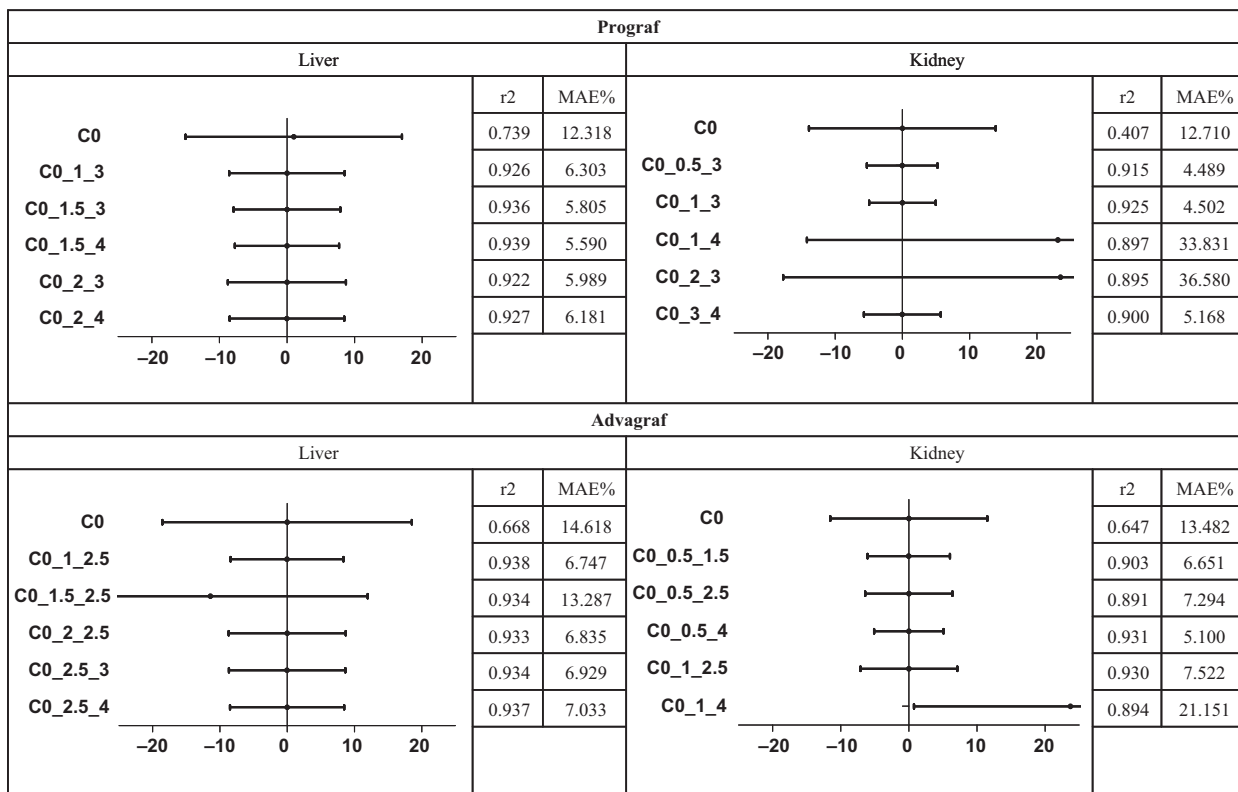 Prograf
Liver Kidney
r2 MAE% r2 MAE%
C0 0.739 12.318 C0 0.407 12.710
C0_1_3 0.926 6.303 C0_0.5_3 0.915 4.489
C0_1.5_3 0.936 5.805 C0_1_3 0.925 4.502
C0_1.5_4 0.939 5.590 C0_1_4 0.897 33.831
C0_2_3 0.922 5.989 C0_2_3 0.895 36.580
C0_2_4 0.927 6.181 C0_3_4 0.900 5.168
−20 −10 0 10 20 −20 −10 0 10 20
Advagraf
Liver Kidney
r2 MAE% r2 MAE%
C0 0.668 14.618 C0 0.647 13.482
C0_1_2.5 0.938 6.747 C0_0.5_1.5 0.903 6.651
C0_1.5_2.5 0.934 13.287 C0_0.5_2.5 0.891 7.294
C0_2_2.5 0.933 6.835 C0_0.5_4 0.931 5.100
C0_2.5_3 0.934 6.929 C0_1_2.5 0.930 7.522
C0_2.5_4 0.937 7.033 C0_1_4 0.894 21.151
−20 −10 0 10 20 −20 −10 0 10 20